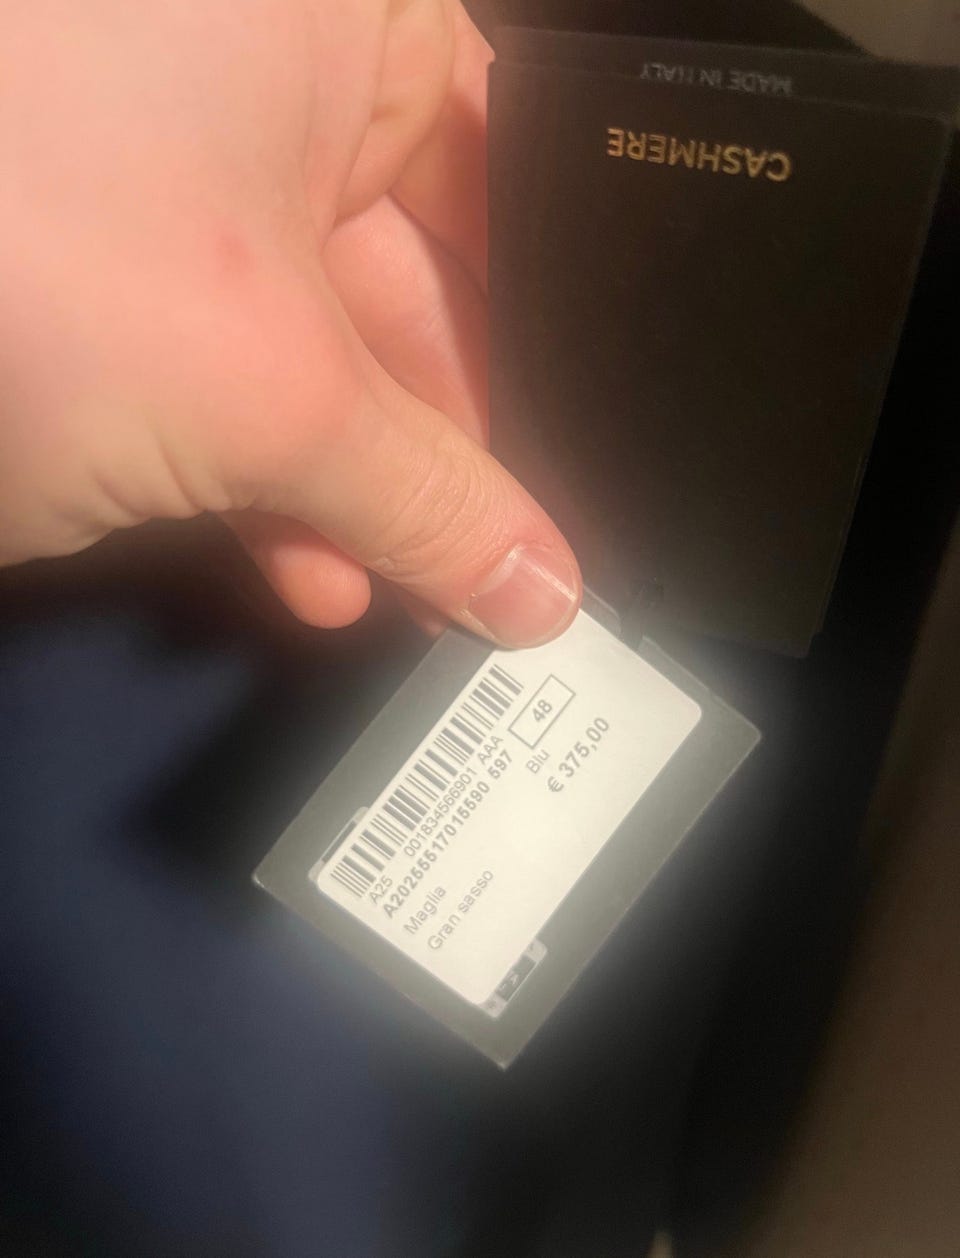 MADE IN ITALY
CASHMERE
A25 001834566901 AAA
A20255517015590 597
48
Maglia
Blu
Gran sasso
€ 375,00